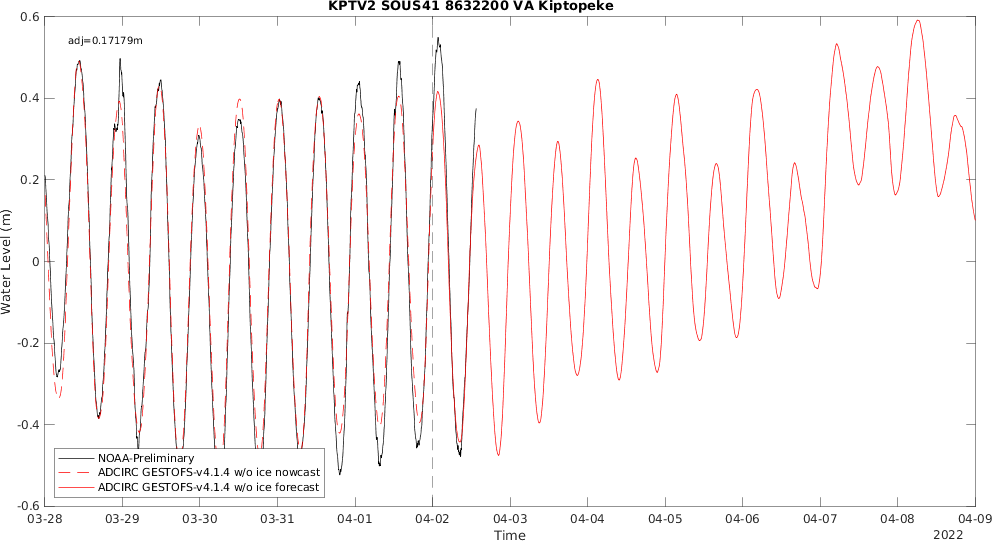 KPTV2 SOUS41 8632200 VA Kiptopeke
adj=0.17179m
0.6
0.4
0.2
0
-0.2
-0.4
-0.6
Water Level (m)
NOAA-Preliminary
ADCIRC GESTOFS-v4.1.4 w/o ice nowcast
ADCIRC GESTOFS-v4.1.4 w/o ice forecast
03-28 03-29 03-30 03-31 04-01 04-02 04-03 04-04 04-05 04-06 04-07 04-08 04-09
Time
2022